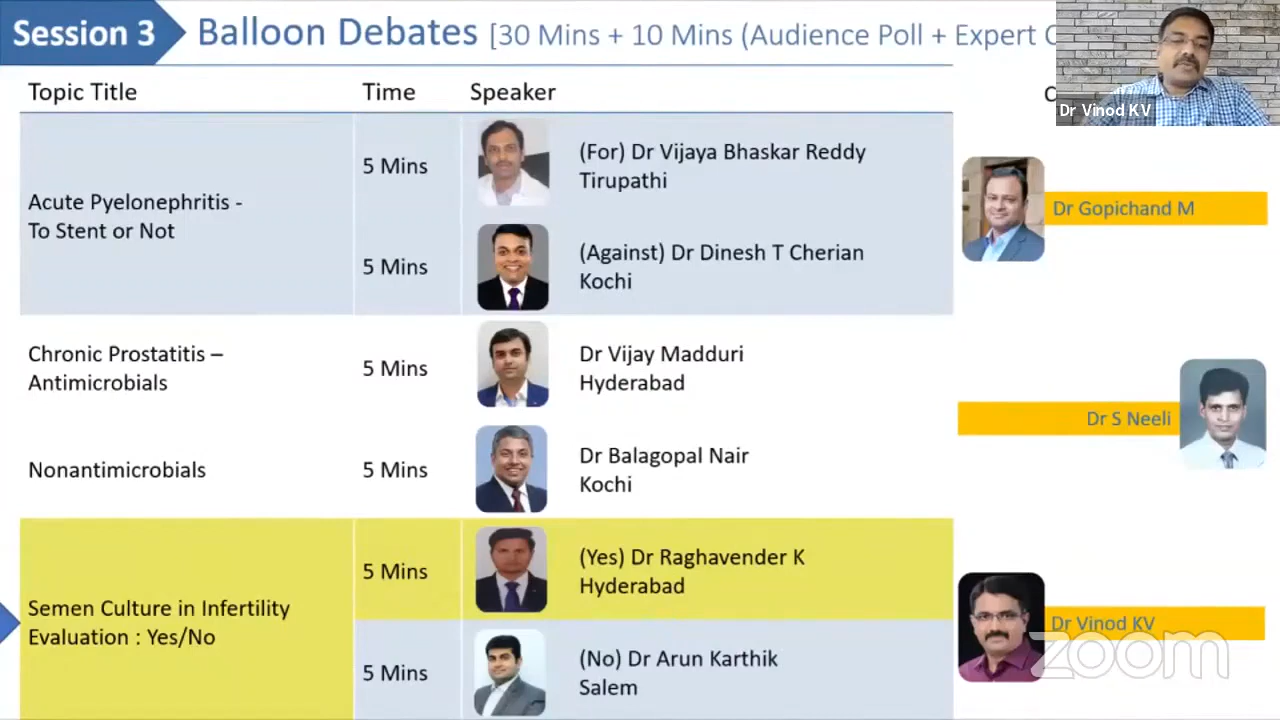 Session 3
Balloon Debates [30 Mins + 10 Mins (Audience Poll + Expert
Dr Vinod KV
Topic Title Time Speaker
Acute Pyelonephritis -
To Stent or Not
5 Mins
(For) Dr Vijaya Bhaskar Reddy
Tirupathi
5 Mins
(Against) Dr Dinesh T Cherian
Kochi
Dr Gopichand M
Chronic Prostatitis –
Antimicrobials
5 Mins
Dr Vijay Madduri
Hyderabad
Dr S Neeli
Nonantimicrobials
5 Mins
Dr Balagopal Nair
Kochi
Semen Culture in Infertility
Evaluation : Yes/No
5 Mins
(Yes) Dr Raghavender K
Hyderabad
5 Mins
(No) Dr Arun Karthik
Salem
Dr Vinod KV
zoom